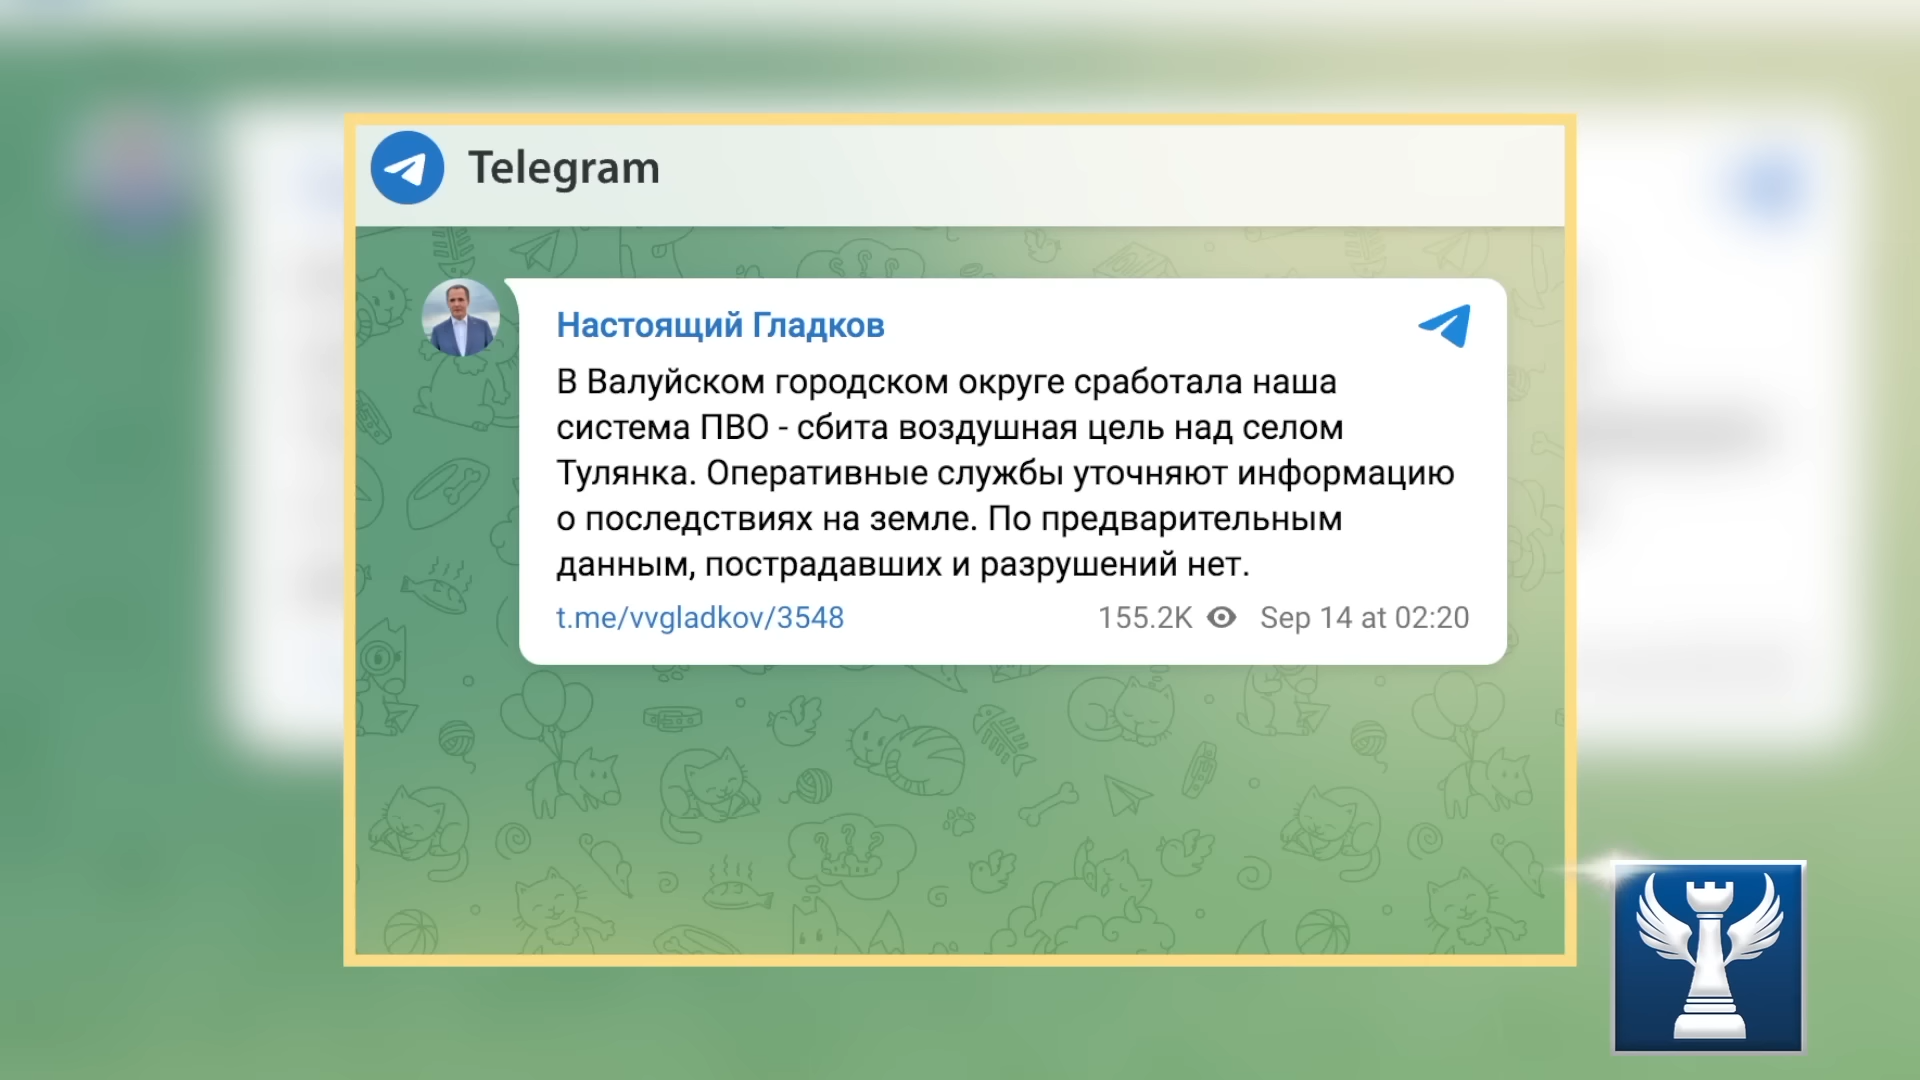 Telegram
Настоящий Гладков
В Валуйском городском округе сработала наша
система ПВО - сбита воздушная цель над селом
Тулянка. Оперативные службы уточняют информацию
о последствиях на земле. По предварительным
данным, пострадавших и разрушений нет.
t.me/vvgladkov/3548 155.2K Sep 14 at 02:20